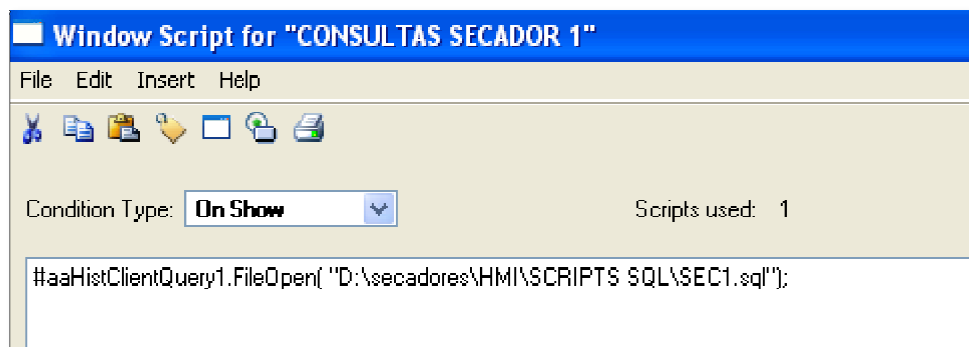 Window Script for "CONSULTAS SECADOR 1"
File Edit Insert Help
Condition Type: On Show Scripts used: 1
#aaHistClientQuery1.FileOpen( "D:\secadores\HMI\SCRIPTS SQL\SEC1.sql");